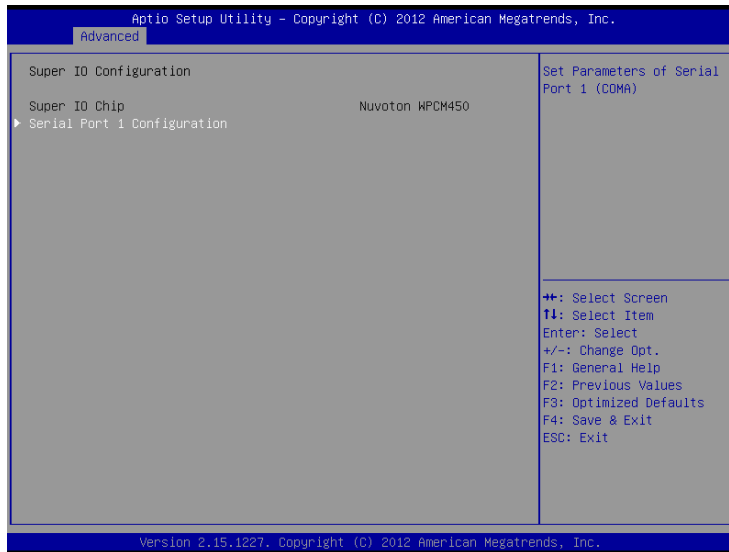 Aptio Setup Utility – Copyright (C) 2012 American Megatrends, Inc.
Advanced
Super IO Configuration
Super IO Chip Nuvoton WPCM450
Serial Port 1 Configuration
Set Parameters of Serial
Port 1 (COMA)
→←: Select Screen
↑↓: Select Item
Enter: Select
+/-: Change Opt.
F1: General Help
F2: Previous Values
F3: Optimized Defaults
F4: Save & Exit
ESC: Exit
Version 2.15.1227. Copyright (C) 2012 American Megatrends, Inc.